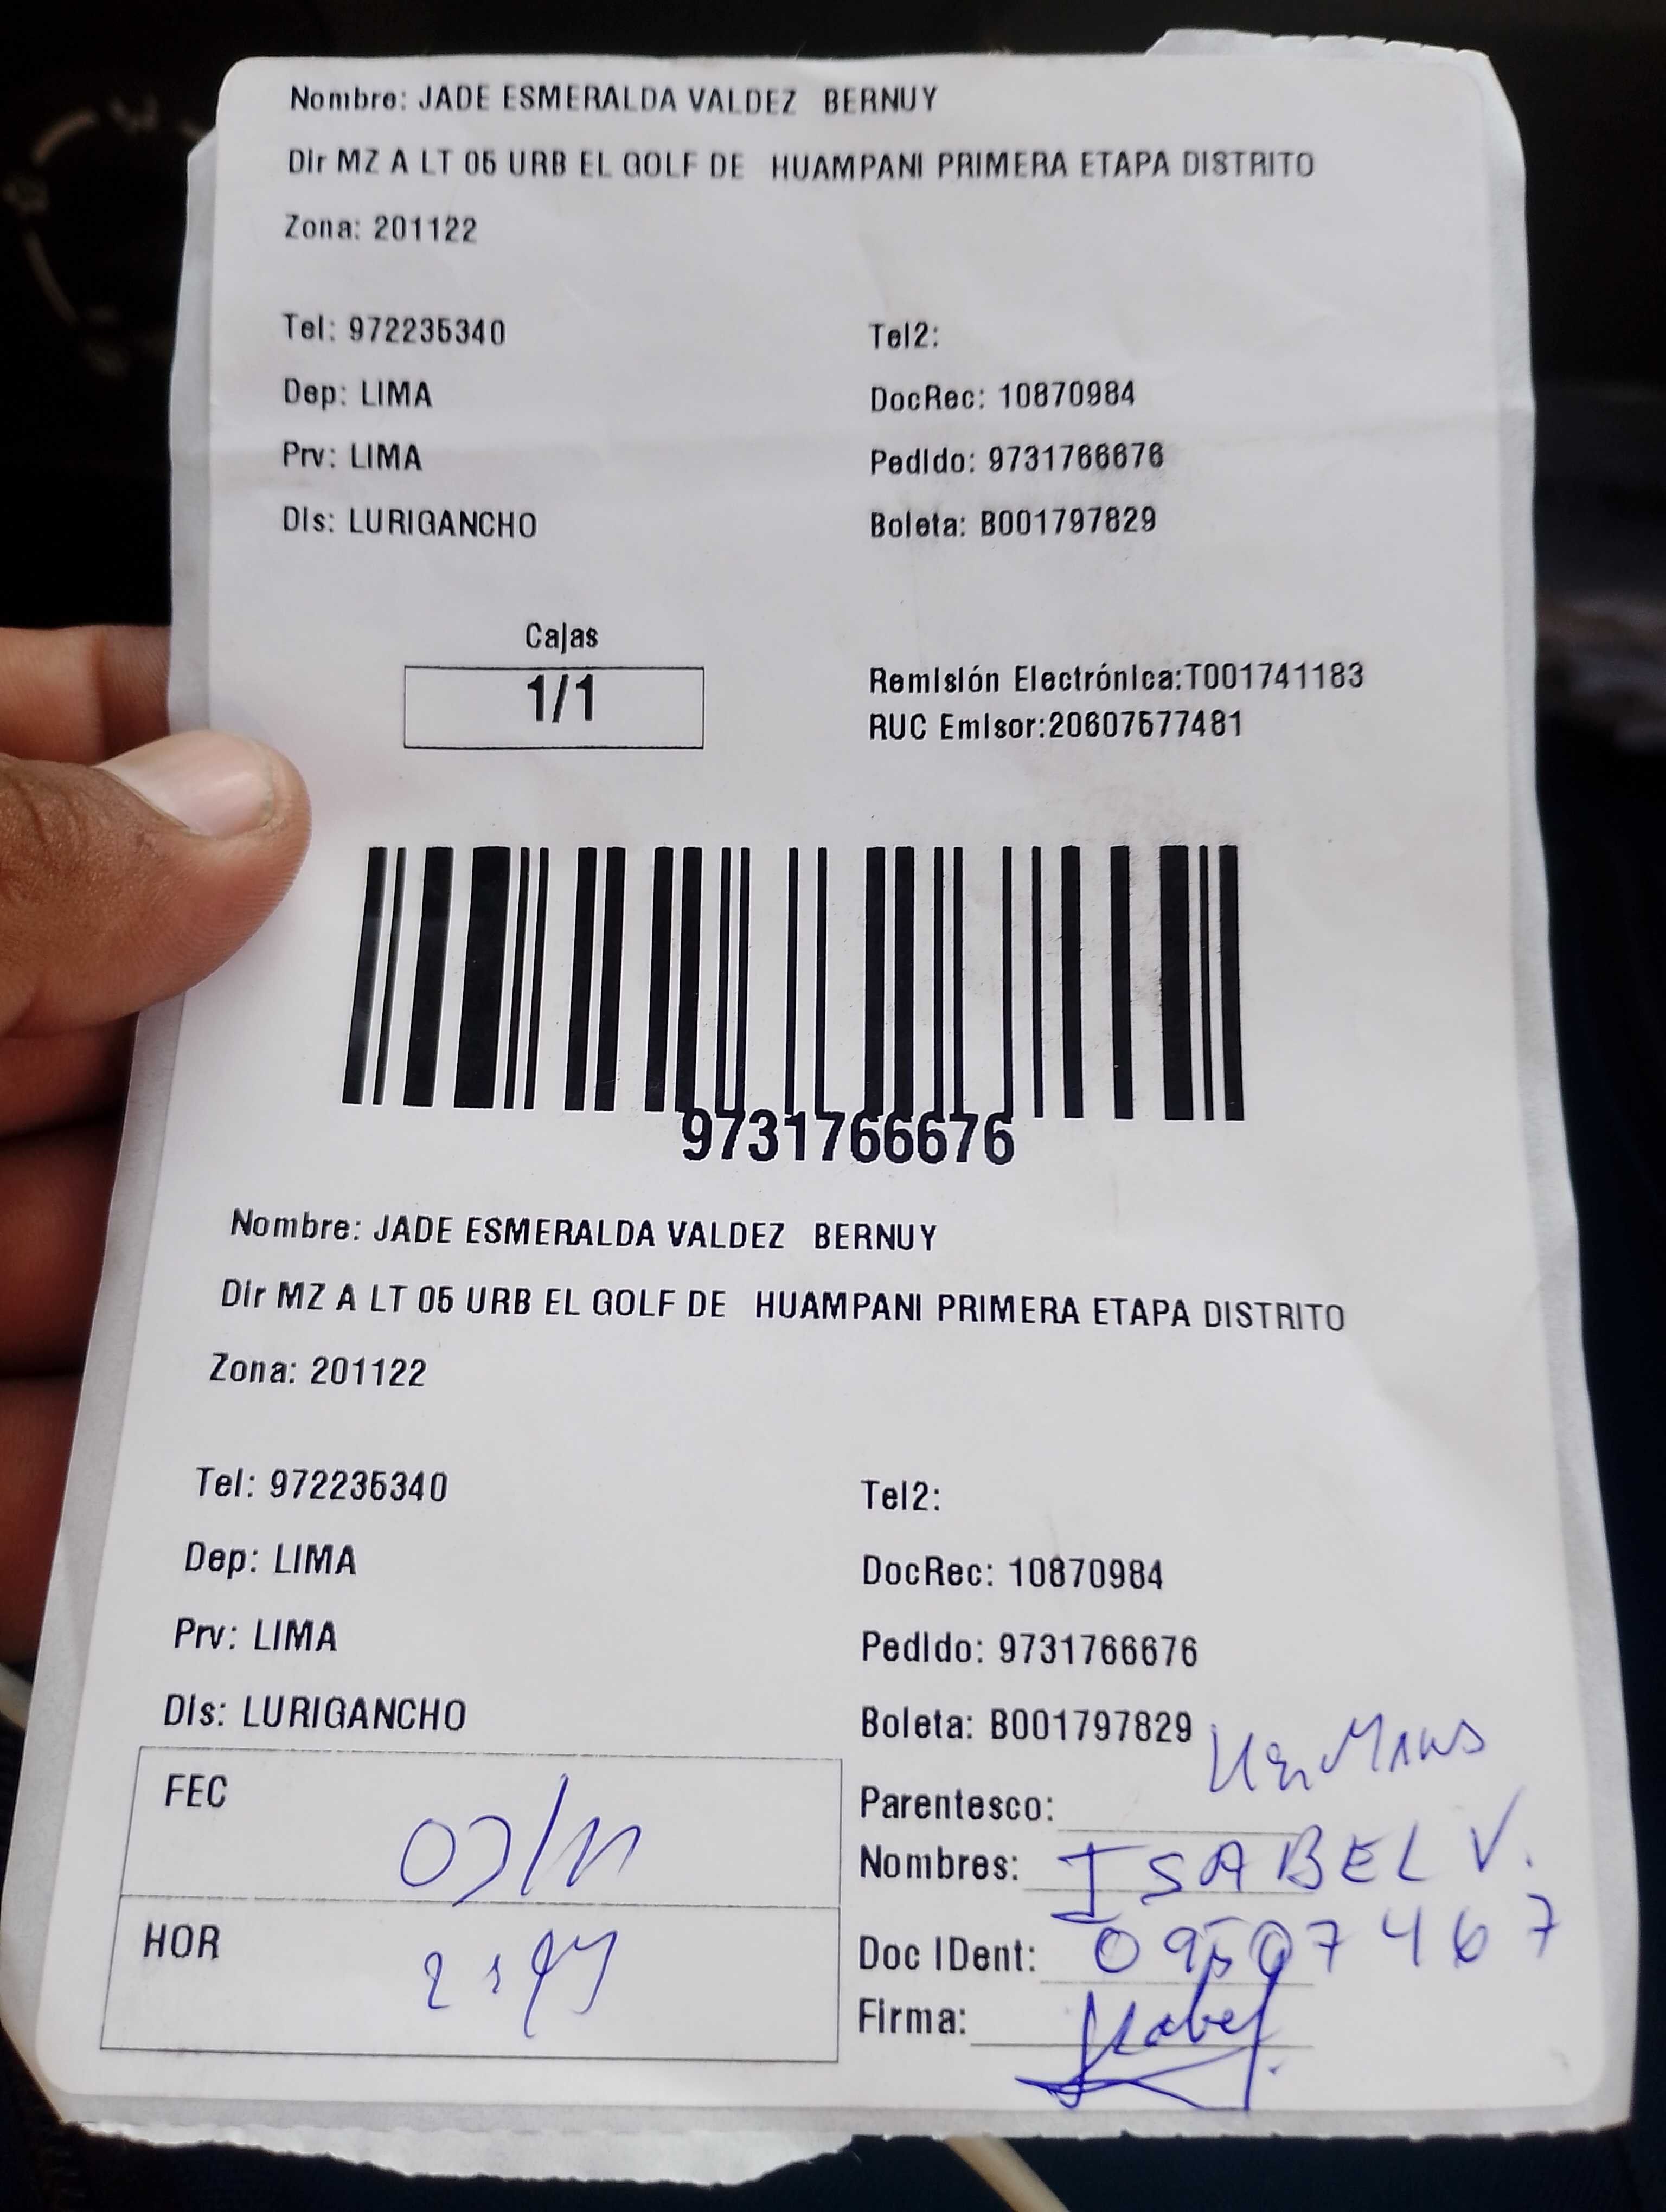 Nombre: JADE ESMERALDA VALDEZ BERNUY
Dir MZ A LT 05 URB EL GOLF DE HUAMPANI PRIMERA ETAPA DISTRITO
Zona: 201122
Tel: 972235340 Tel2:
Dep: LIMA DocRec: 10870984
Prv: LIMA Pedido: 9731766676
Dis: LURIGANCHO Boleta: B001797829
Cajas
1/1
Remisión Electrónica:T001741183
RUC Emisor:20607577481
9731766676
Nombre: JADE ESMERALDA VALDEZ BERNUY
Dir MZ A LT 05 URB EL GOLF DE HUAMPANI PRIMERA ETAPA DISTRITO
Zona: 201122
Tel: 972235340 Tel2:
Dep: LIMA DocRec: 10870984
Prv: LIMA Pedido: 9731766676
Dis: LURIGANCHO Boleta: B001797829
FEC
Parentesco:
Nombres: ISABEL V.
HOR
Doc IDent:
Firma: Isabel